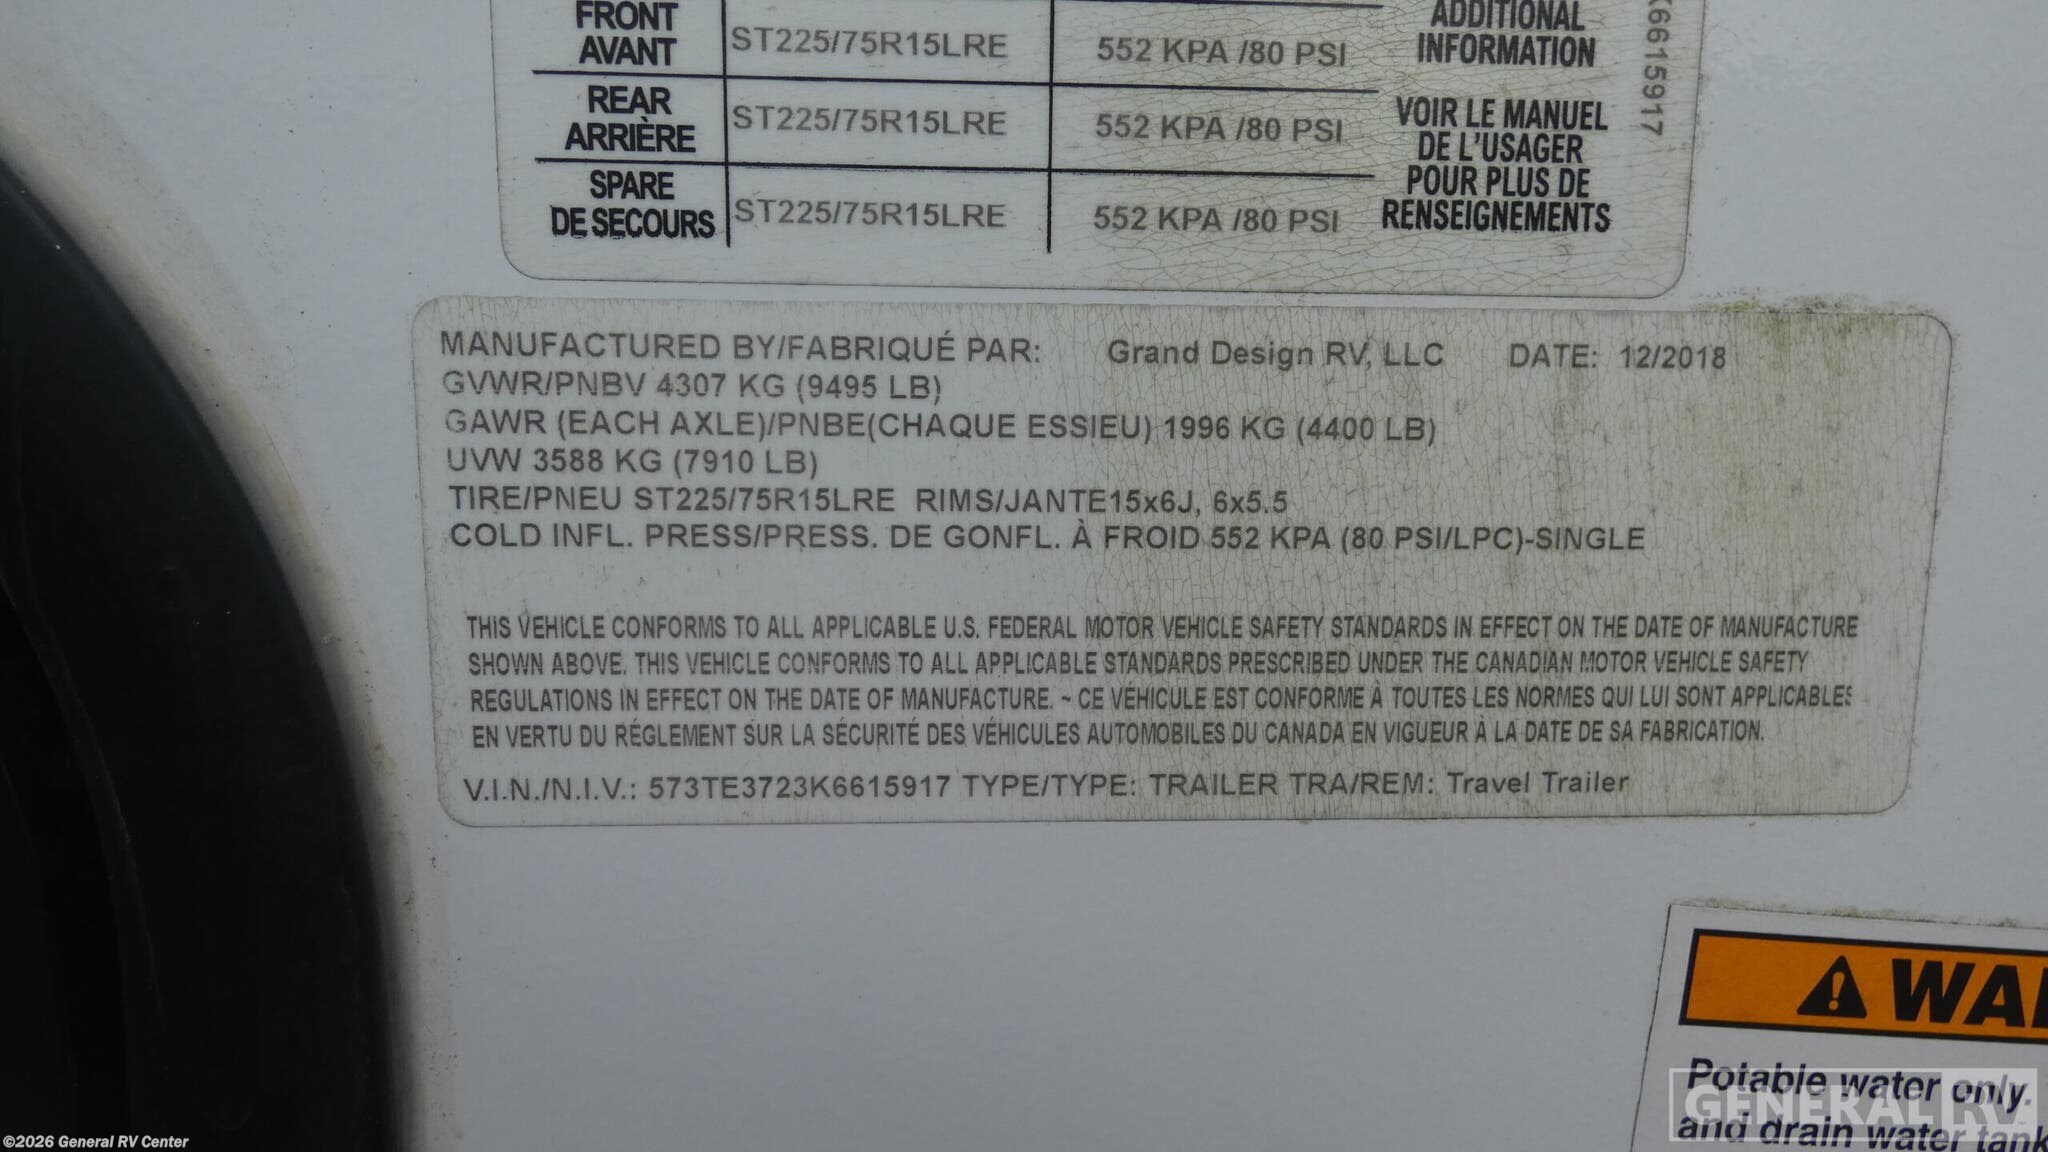 FRONT AVANT ST225/75R15LRE 552 KPA /80 PSI
ADDITIONAL
INFORMATION
REAR ARRIÈRE ST225/75R15LRE 552 KPA /80 PSI
SPARE DE SECOURS ST225/75R15LRE 552 KPA /80 PSI
VOIR LE MANUEL
DE L'USAGER
POUR PLUS DE
RENSEIGNEMENTS
K6615917
MANUFACTURED BY/FABRIQUÉ PAR: Grand Design RV, LLC DATE: 12/2018
GVWR/PNBV 4307 KG (9495 LB)
GAWR (EACH AXLE)/PNBE(CHAQUE ESSIEU) 1996 KG (4400 LB)
UVW 3588 KG (7910 LB)
TIRE/PNEU ST225/75R15LRE RIMS/JANTE15x6J, 6x5.5
COLD INFL. PRESS/PRESS. DE GONFL. À FROID 552 KPA (80 PSI/LPC)-SINGLE
THIS VEHICLE CONFORMS TO ALL APPLICABLE U.S. FEDERAL MOTOR VEHICLE SAFETY STANDARDS IN EFFECT ON THE DATE OF MANUFACTURE
SHOWN ABOVE. THIS VEHICLE CONFORMS TO ALL APPLICABLE STANDARDS PRESCRIBED UNDER THE CANADIAN MOTOR VEHICLE SAFETY
REGULATIONS IN EFFECT ON THE DATE OF MANUFACTURE. ~ CE VÉHICULE EST CONFORME À TOUTES LES NORMES QUI LUI SONT APPLICABLES
EN VERTU DU RÉGLEMENT SUR LA SÉCURITÉ DES VÉHICULES AUTOMOBILES DU CANADA EN VIGUEUR À LA DATE DE SA FABRICATION.
V.I.N./N.I.V.: 573TE3723K6615917 TYPE/TYPE: TRAILER TRA/REM: Travel Trailer
WA
Potable water only.
and drain water tank
GENERAL RV
©2026 General RV Center